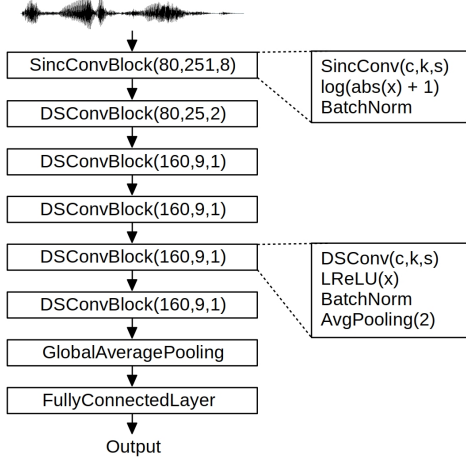 SincConvBlock(80,251,8)
DSConvBlock(80,25,2)
DSConvBlock(160,9,1)
DSConvBlock(160,9,1)
DSConvBlock(160,9,1)
DSConvBlock(160,9,1)
GlobalAveragePooling
FullyConnectedLayer
Output
SincConv(c,k,s)
log(abs(x) + 1)
BatchNorm
DSConv(c,k,s)
LReLU(x)
BatchNorm
AvgPooling(2)